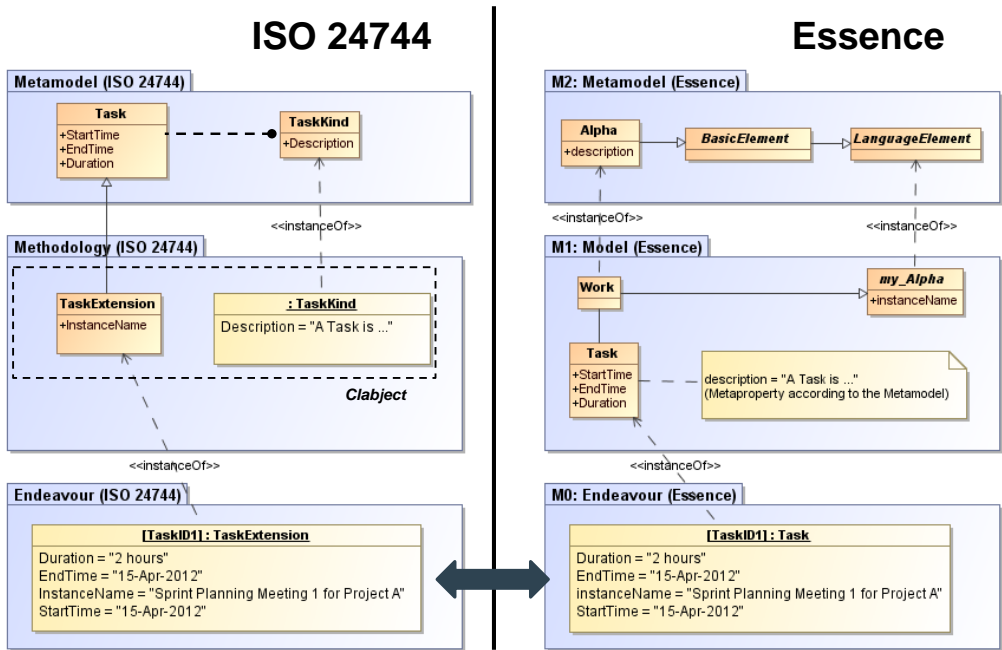 ISO 24744
Essence
Metamodel (ISO 24744)
Task
+StartTime
+EndTime
+Duration
TaskKind
+Description
<<instanceOf>>
Methodology (ISO 24744)
TaskExtension
+InstanceName
: TaskKind
Description = "A Task is ..."
Clabject
<<instanceOf>>
Endeavour (ISO 24744)
[TaskID1] : TaskExtension
Duration = "2 hours"
EndTime = "15-Apr-2012"
InstanceName = "Sprint Planning Meeting 1 for Project A"
StartTime = "15-Apr-2012"
M2: Metamodel (Essence)
Alpha
+description
BasicElement
LanguageElement
<<instanceOf>>
<<instanceOf>>
M1: Model (Essence)
Work
my_Alpha
+instanceName
Task
+StartTime
+EndTime
+Duration
description = "A Task is ..."
(Metaproperty according to the Metamodel)
<<instanceOf>>
M0: Endeavour (Essence)
[TaskID1] : Task
Duration = "2 hours"
EndTime = "15-Apr-2012"
instanceName = "Sprint Planning Meeting 1 for Project A"
StartTime = "15-Apr-2012"